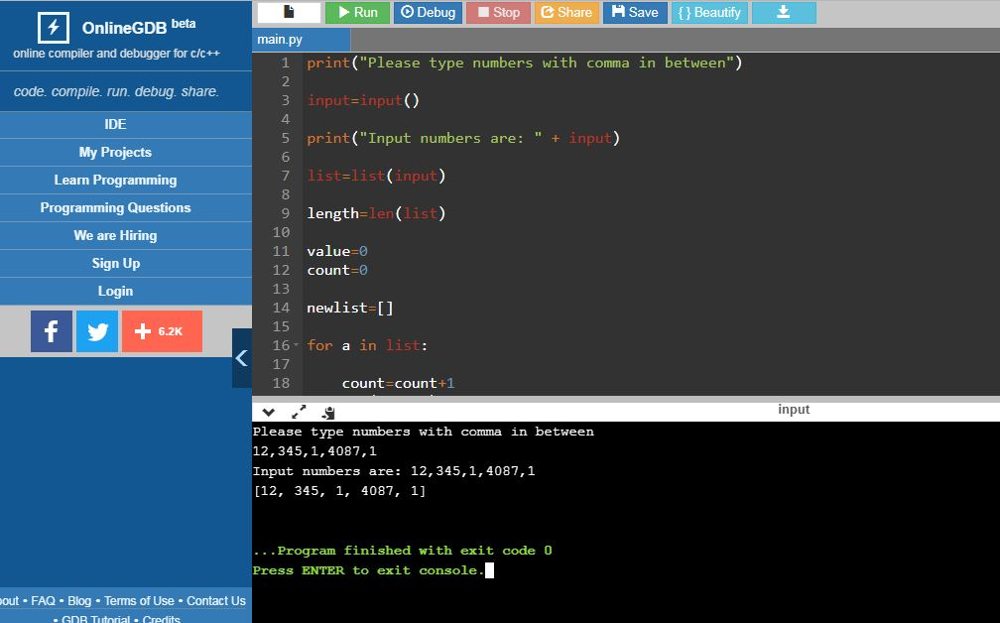 OnlineGDB beta
online compiler and debugger for c/c++
code. compile. run. debug. share.
IDE
My Projects
Learn Programming
Programming Questions
We are Hiring
Sign Up
Login
f
+ 6.2K
out • FAQ • Blog • Terms of Use • Contact Us
• GDB Tutorial • Credits
Run Debug Stop Share Save { } Beautify
main.py
1 print("Please type numbers with comma in between")
2
3 input=input()
4
5 print("Input numbers are: " + input)
6
7 list=list(input)
8
9 length=len(list)
10
11 value=0
12 count=0
13
14 newlist=[]
15
16 for a in list:
17
18 count=count+1
input
Please type numbers with comma in between
12,345,1,4087,1
Input numbers are: 12,345,1,4087,1
[12, 345, 1, 4087, 1]
...Program finished with exit code 0
Press ENTER to exit console.